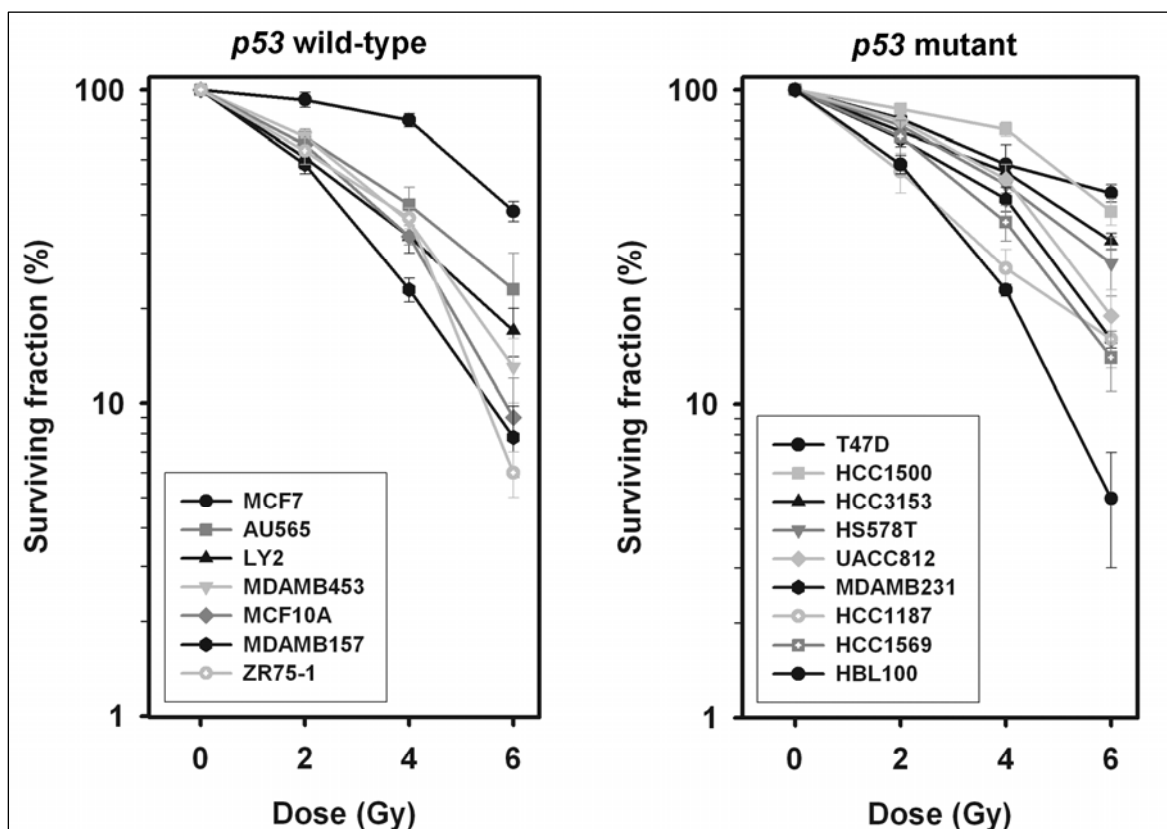 p53 wild-type
Surviving fraction (%)
100
10
1
MCF7
AU565
LY2
MDAMB453
MCF10A
MDAMB157
ZR75-1
0 2 4 6
Dose (Gy)
p53 mutant
Surviving fraction (%)
100
10
1
T47D
HCC1500
HCC3153
HS578T
UACC812
MDAMB231
HCC1187
HCC1569
HBL100
0 2 4 6
Dose (Gy)